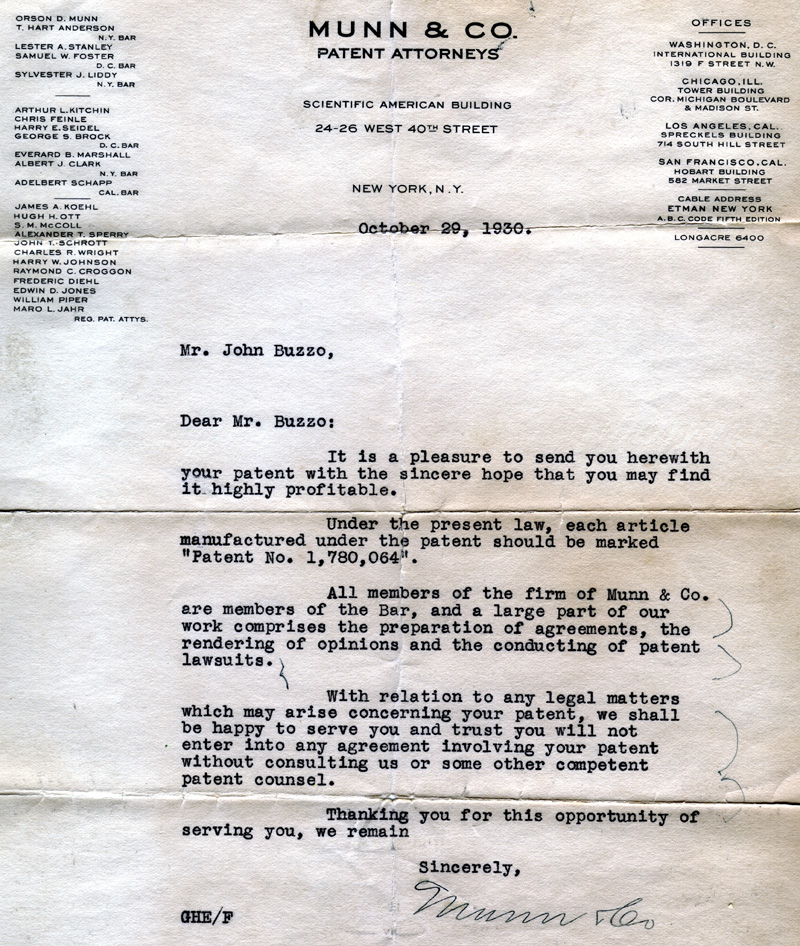 ORSON D. MUNN
T. HART ANDERSON
N.Y. BAR
LESTER A. STANLEY
SAMUEL W. FOSTER
D.C. BAR
SYLVESTER J. LIDDY
N.Y. BAR
ARTHUR L. KITCHIN
CHRIS FEINLE
HARRY E. SEIDEL
GEORGE S. BROCK
D.C. BAR
EVERARD B. MARSHALL
ALBERT J. CLARK
N.Y. BAR
ADELBERT SCHAPP
CAL. BAR
JAMES A. KOEHL
HUGH H. OTT
S. M. McCOLL
ALEXANDER T. SPERRY
JOHN T. SCHROTT
CHARLES R. WRIGHT
HARRY W. JOHNSON
RAYMOND C. CROGGON
FREDERIC DIEHL
EDWIN D. JONES
WILLIAM PIPER
MARO L. JAHR
REG. PAT. ATTYS.
MUNN & CO.
PATENT ATTORNEYS
SCIENTIFIC AMERICAN BUILDING
24-26 WEST 40TH STREET
NEW YORK, N.Y.
October 29, 1930.
OFFICES
WASHINGTON, D. C.
INTERNATIONAL BUILDING
1319 F STREET N.W.
CHICAGO, ILL.
TOWER BUILDING
COR. MICHIGAN BOULEVARD
& MADISON ST.
LOS ANGELES, CAL.
SPRECKELS BUILDING
714 SOUTH HILL STREET
SAN FRANCISCO, CAL.
HOBART BUILDING
582 MARKET STREET
CABLE ADDRESS
ETMAN NEW YORK
A.B.C. CODE FIFTH EDITION
LONGACRE 6400
Mr. John Buzzo,
Dear Mr. Buzzo:
It is a pleasure to send you herewith
your patent with the sincere hope that you may find
it highly profitable.
Under the present law, each article
manufactured under the patent should be marked
"Patent No. 1,780,064".
All members of the firm of Munn & Co.
are members of the Bar, and a large part of our
work comprises the preparation of agreements, the
rendering of opinions and the conducting of patent
lawsuits.
With relation to any legal matters
which may arise concerning your patent, we shall
be happy to serve you and trust you will not
enter into any agreement involving your patent
without consulting us or some other competent
patent counsel.
Thanking you for this opportunity of
serving you, we remain
Sincerely,
Munn & Co
GHE/F